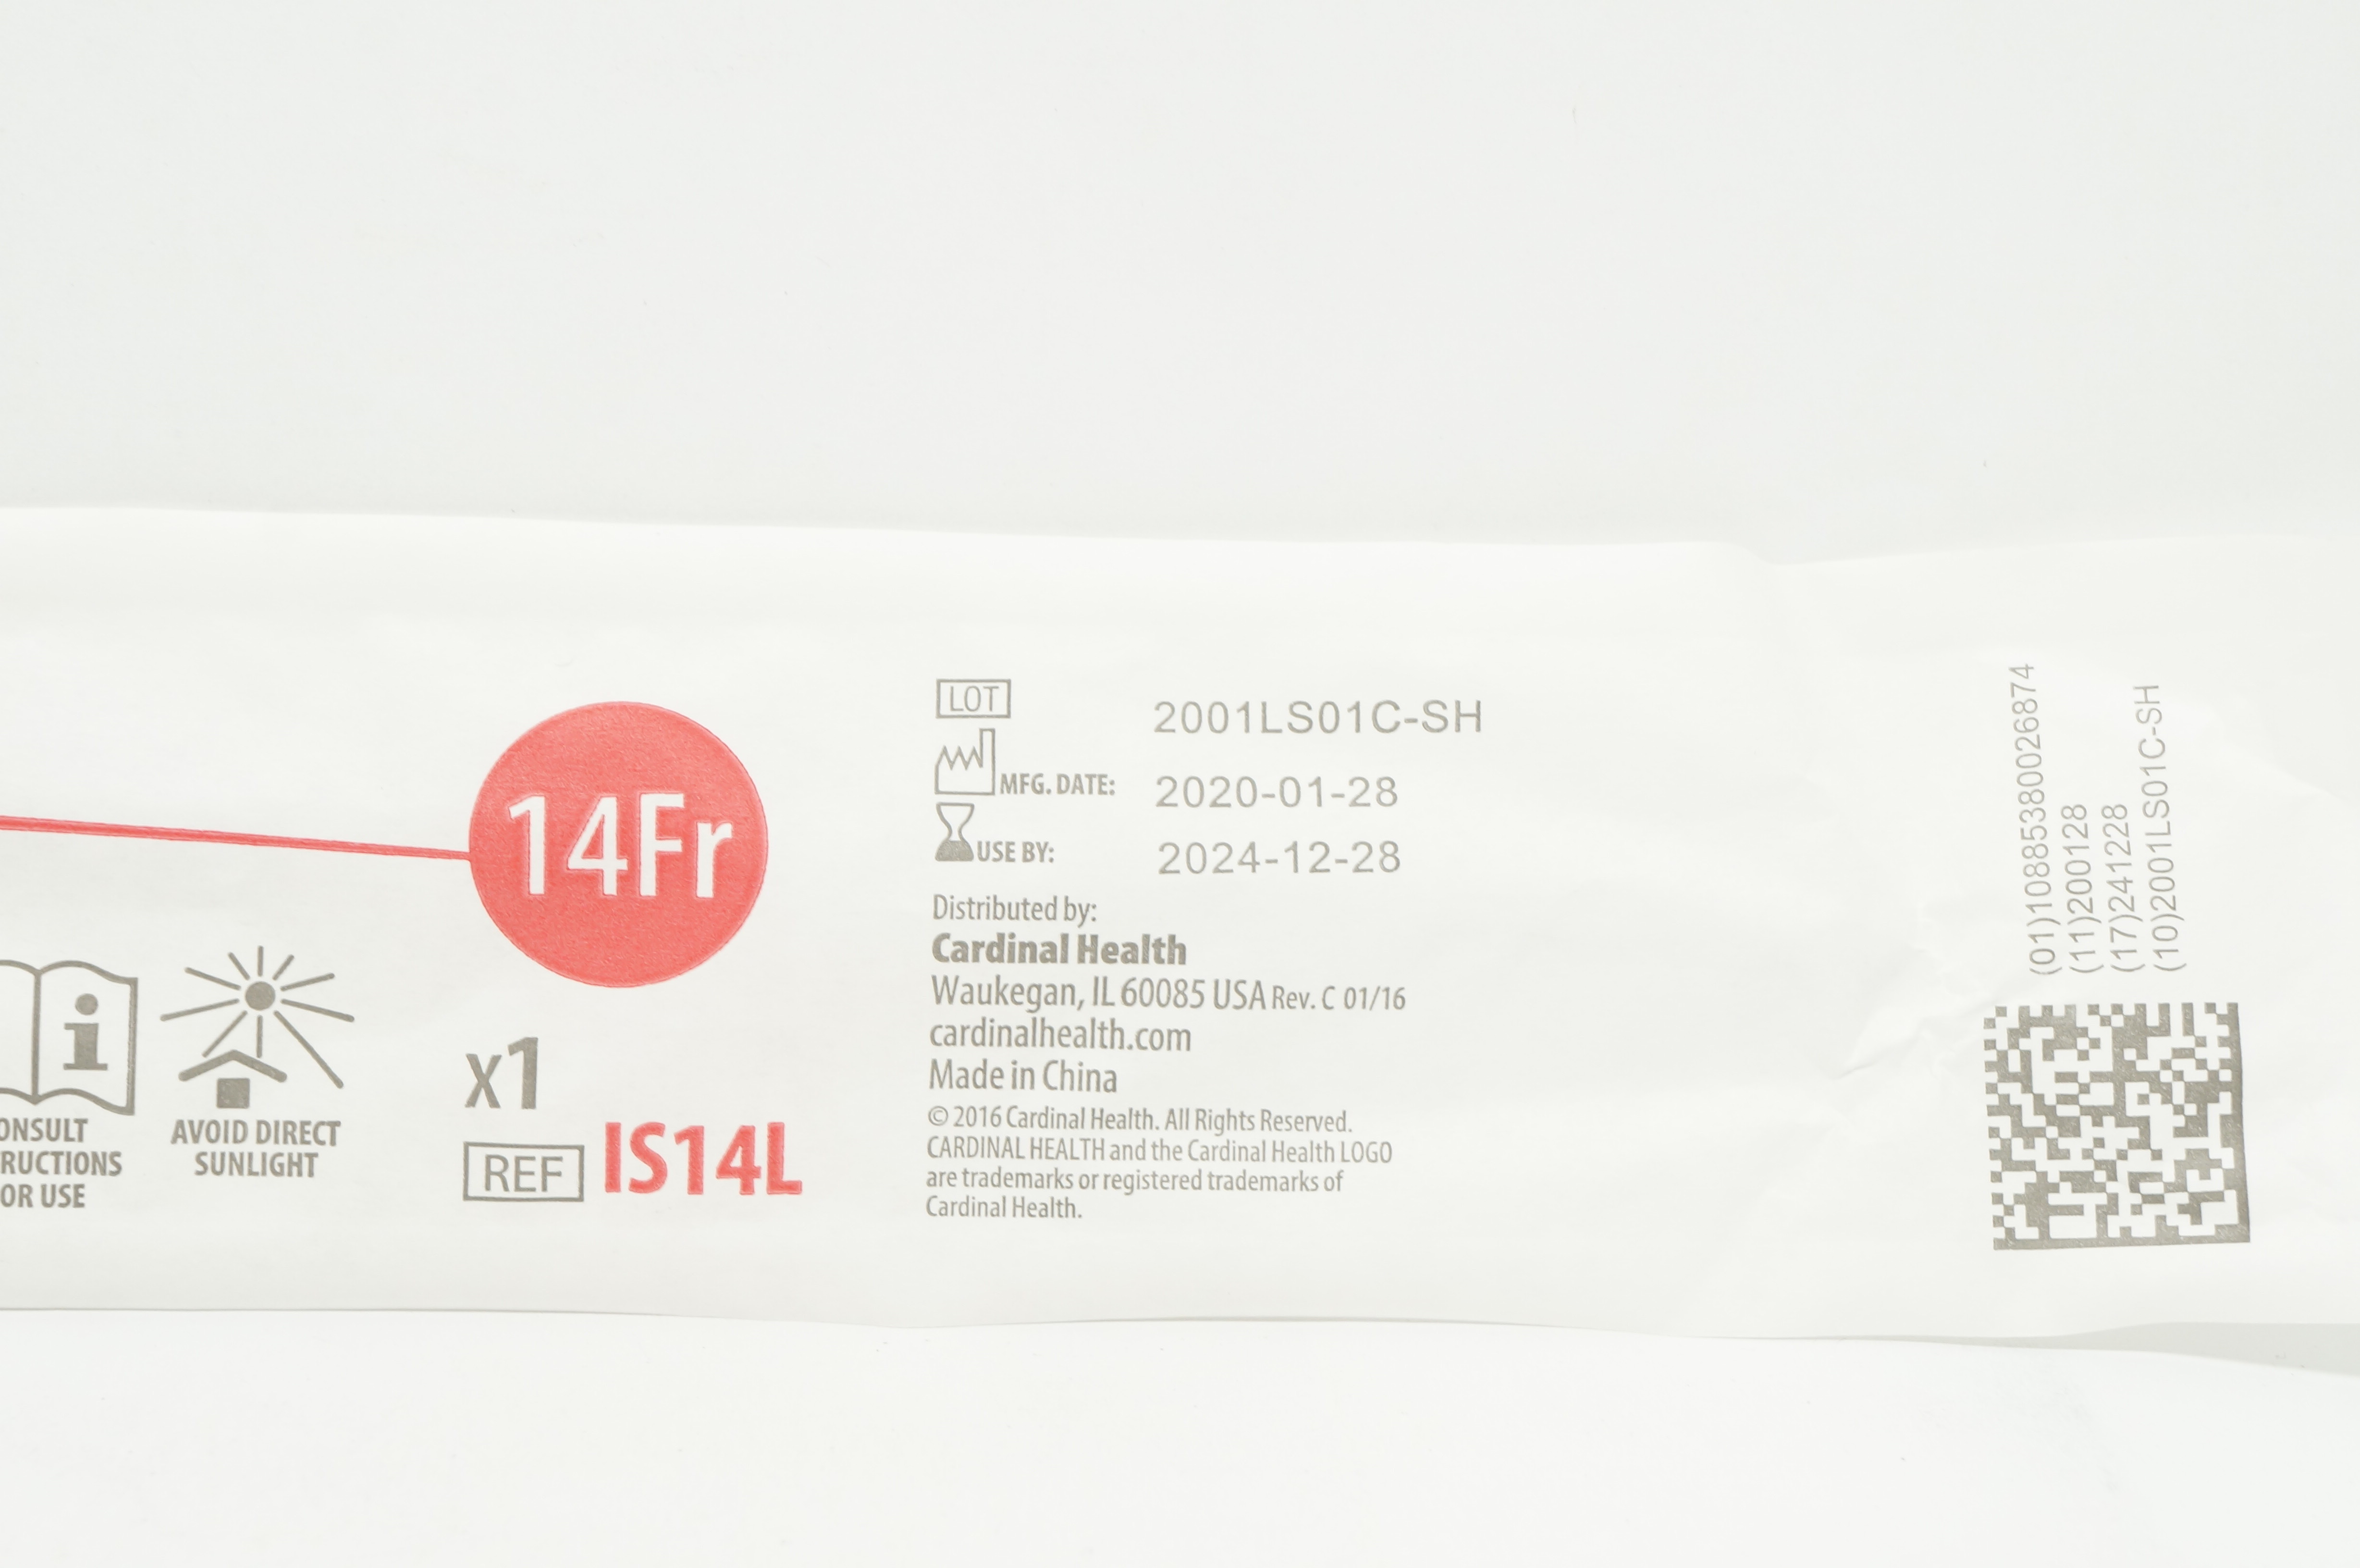 14Fr
ONSULT
RUCTIONS
OR USE
AVOID DIRECT
SUNLIGHT
x1
REF IS14L
LOT 2001LS01C-SH
MFG. DATE: 2020-01-28
USE BY: 2024-12-28
Distributed by:
Cardinal Health
Waukegan, IL 60085 USA Rev. C 01/16
cardinalhealth.com
Made in China
© 2016 Cardinal Health. All Rights Reserved.
CARDINAL HEALTH and the Cardinal Health LOGO
are trademarks or registered trademarks of
Cardinal Health.
(01)10885380026874
(11)200128
(17)241228
(10)2001LS01C-SH